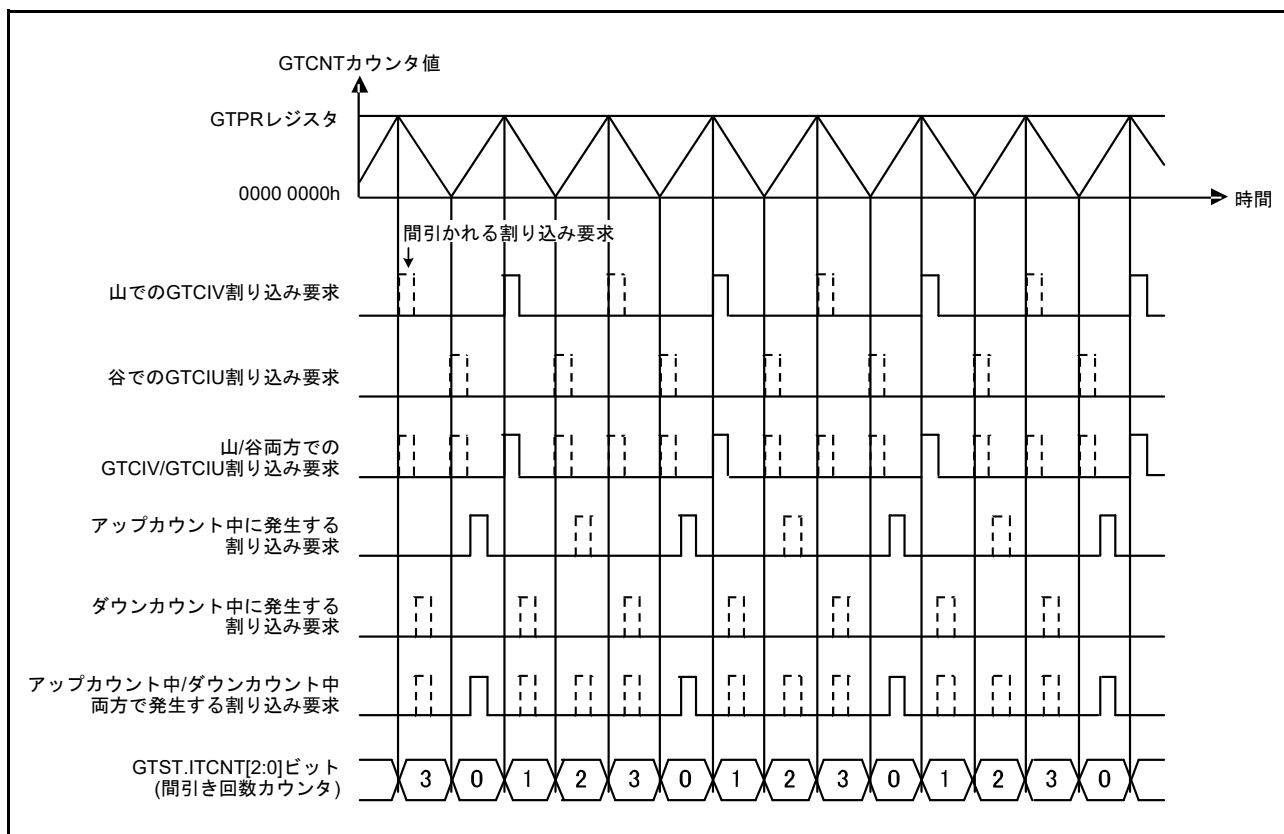 GTCNTカウンタ値
GTPRレジスタ
0000 0000h
時間
間引かれる割り込み要求
山でのGTCIV割り込み要求
谷でのGTCIU割り込み要求
山/谷両方での
GTCIV/GTCIU割り込み要求
アップカウント中に発生する
割り込み要求
ダウンカウント中に発生する
割り込み要求
アップカウント中/ダウンカウント中
両方で発生する割り込み要求
GTST.ITCNT[2:0]ビット
(間引き回数カウンタ)
3 0 1 2 3 0 1 2 3 0 1 2 3 0